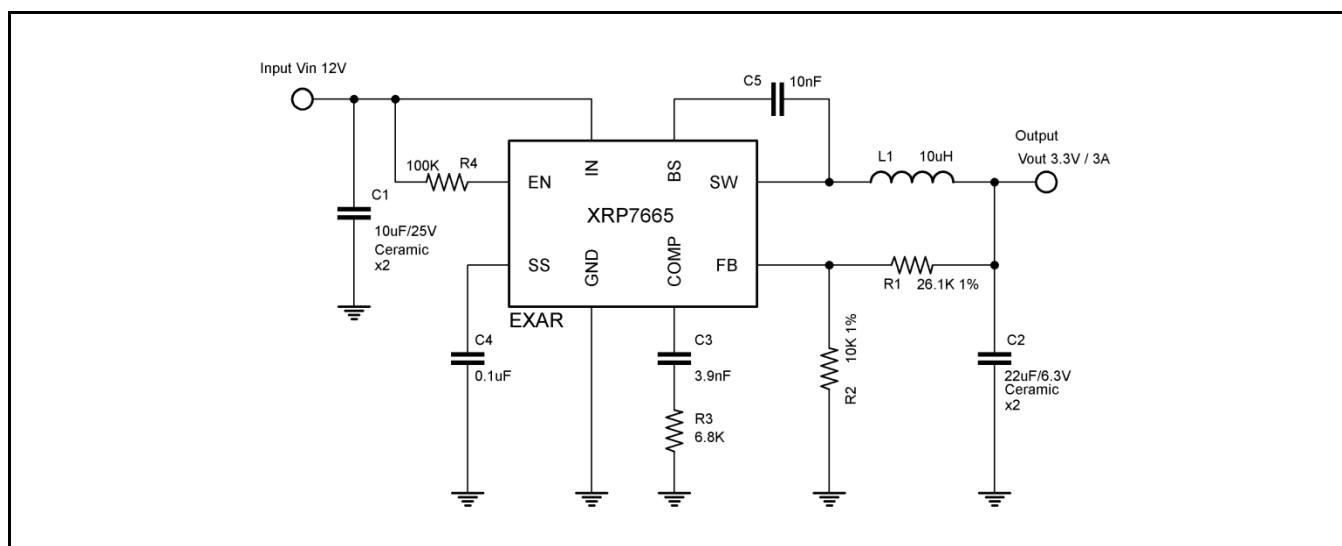 Input Vin 12V
C5
10nF
Output
Vout 3.3V / 3A
L1
10uH
100K
R4
EN
IN
BS
SW
XRP7665
C1
10uF/25V
Ceramic
x2
SS
GND
COMP
FB
R1
26.1K 1%
EXAR
C4
0.1uF
C3
3.9nF
10K 1%
R2
C2
22uF/6.3V
Ceramic
x2
R3
6.8K